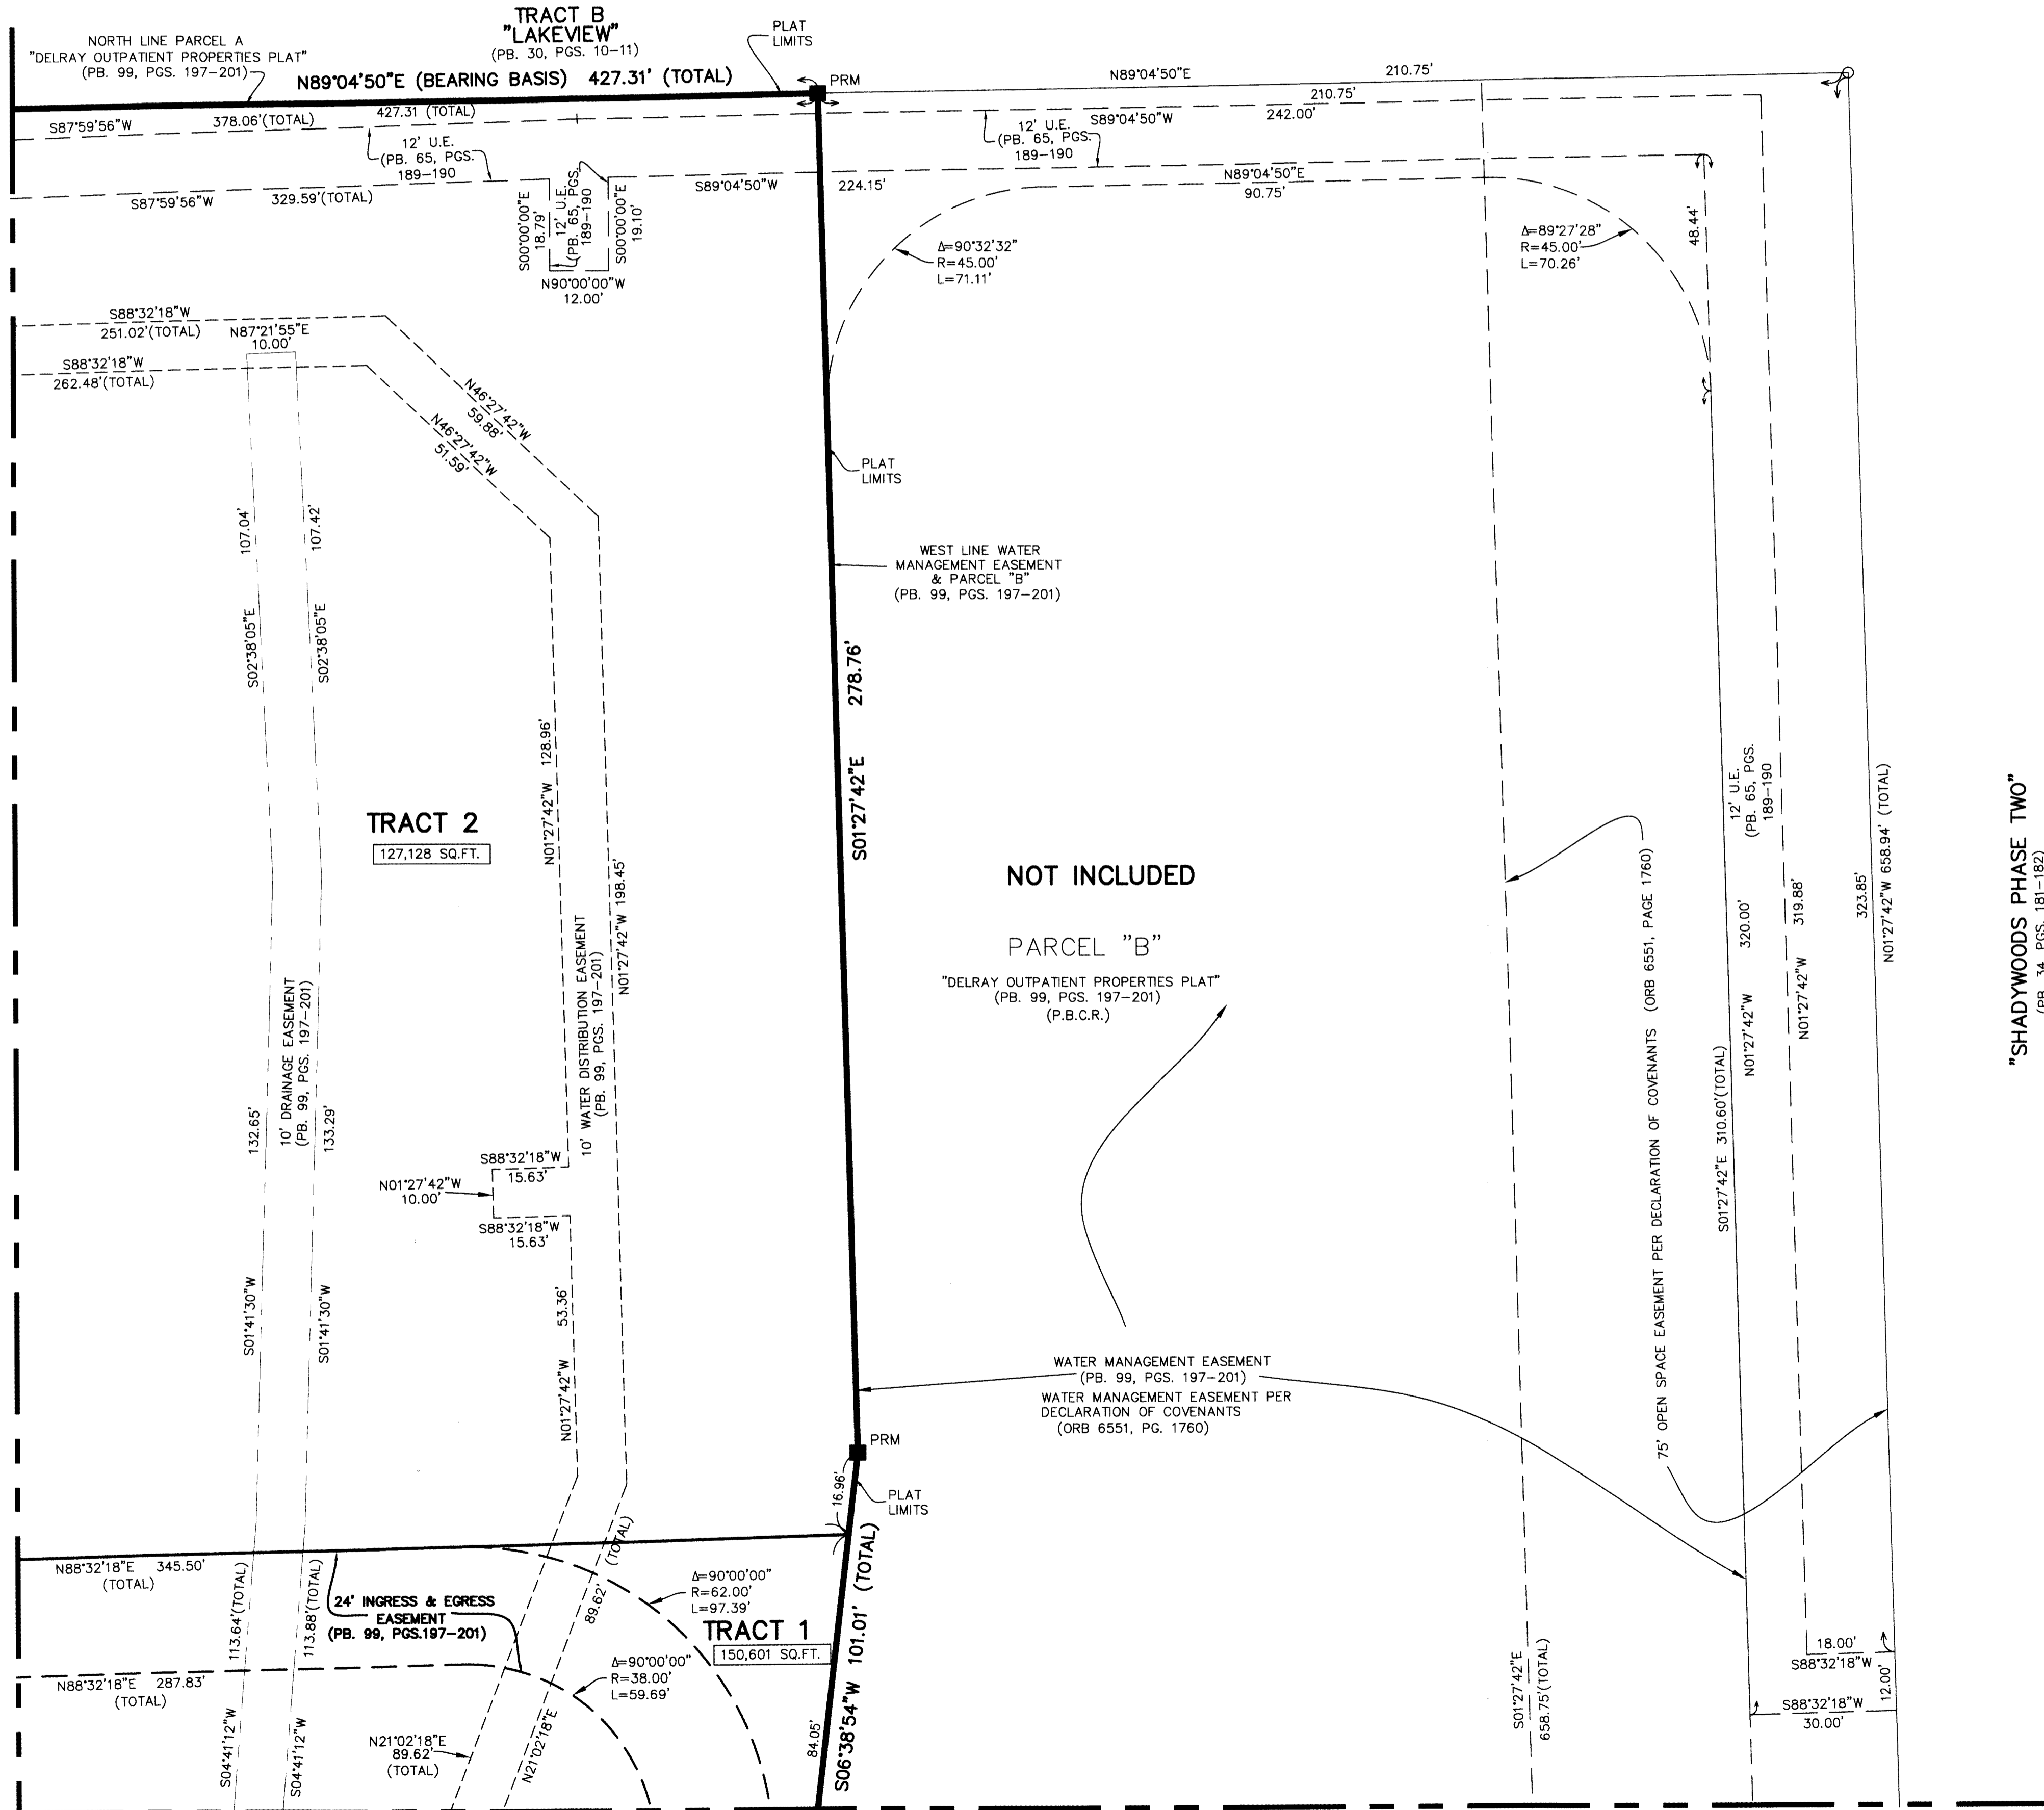 TRACT B
"LAKEVIEW"
(PB. 30, PGS. 10-11)
NORTH LINE PARCEL A
"DELRAY OUTPATIENT PROPERTIES PLAT"
(PB. 99, PGS. 197-201)
PLAT
LIMITS
N89°04'50"E (BEARING BASIS) 427.31' (TOTAL)
PRM
N89°04'50"E
210.75'
210.75'
S87°59'56"W
378.06'(TOTAL)
427.31 (TOTAL)
12' U.E.
(PB. 65, PGS.
189-190
S89°04'50"W
242.00'
12' U.E.
(PB. 65, PGS.
189-190
S87°59'56"W
329.59'(TOTAL)
S89°04'50"W
224.15'
N89°04'50"E
90.75'
S00°00'00"E
18.79'
12' U.E.
(PB. 65, PGS.
189-190
S00°00'00"E
19.10'
N90°00'00"W
12.00'
Δ=90°32'32"
R=45.00'
L=71.11'
Δ=89°27'28"
R=45.00'
L=70.26'
48.44'
S88°32'18"W
251.02'(TOTAL)
N87°21'55"E
10.00'
S88°32'18"W
262.48'(TOTAL)
N46°27'42"W
59.88'
N46°27'42"W
51.59'
PLAT
LIMITS
107.04'
107.42'
S02°38'05"E
S02°38'05"E
WEST LINE WATER
MANAGEMENT EASEMENT
& PARCEL "B"
(PB. 99, PGS. 197-201)
S01°27'42"E 278.76'
N01°27'42"W 128.96'
N01°27'42"W 198.45'
TRACT 2
127,128 SQ.FT.
NOT INCLUDED
PARCEL "B"
"DELRAY OUTPATIENT PROPERTIES PLAT"
(PB. 99, PGS. 197-201)
(P.B.C.R.)
12' U.E.
(PB. 65, PGS.
189-190
75' OPEN SPACE EASEMENT PER DECLARATION OF COVENANTS (ORB 6551, PAGE 1760)
N01°27'42"W 320.00'
N01°27'42"W 319.88'
323.85'
N01°27'42"W 658.94' (TOTAL)
S01°27'42"E 310.60'(TOTAL)
"SHADYWOODS PHASE TWO"
(PB. 34, PGS. 181-182)
10' DRAINAGE EASEMENT
(PB. 99, PGS. 197-201)
10' WATER DISTRIBUTION EASEMENT
(PB. 99, PGS. 197-201)
132.65'
133.29'
S88°32'18"W
15.63'
N01°27'42"W
10.00'
S88°32'18"W
15.63'
S01°41'30"W
S01°41'30"W
N01°27'42"W 53.36'
WATER MANAGEMENT EASEMENT
(PB. 99, PGS. 197-201)
WATER MANAGEMENT EASEMENT PER
DECLARATION OF COVENANTS
(ORB 6551, PG. 1760)
PRM
16.96'
PLAT
LIMITS
N88°32'18"E 345.50'
(TOTAL)
24' INGRESS & EGRESS
EASEMENT
(PB. 99, PGS.197-201)
113.64'(TOTAL)
113.88'(TOTAL)
89.62' (TOTAL)
Δ=90°00'00"
R=62.00'
L=97.39'
TRACT 1
150,601 SQ.FT.
Δ=90°00'00"
R=38.00'
L=59.69'
N88°32'18"E 287.83'
(TOTAL)
S04°41'12"W
S04°41'12"W
N21°02'18"E
89.62'
(TOTAL)
N21°02'18"E
84.05'
S06°38'54"W 101.01' (TOTAL)
S01°27'42"E
658.75'(TOTAL)
18.00'
S88°32'18"W
12.00'
S88°32'18"W
30.00'